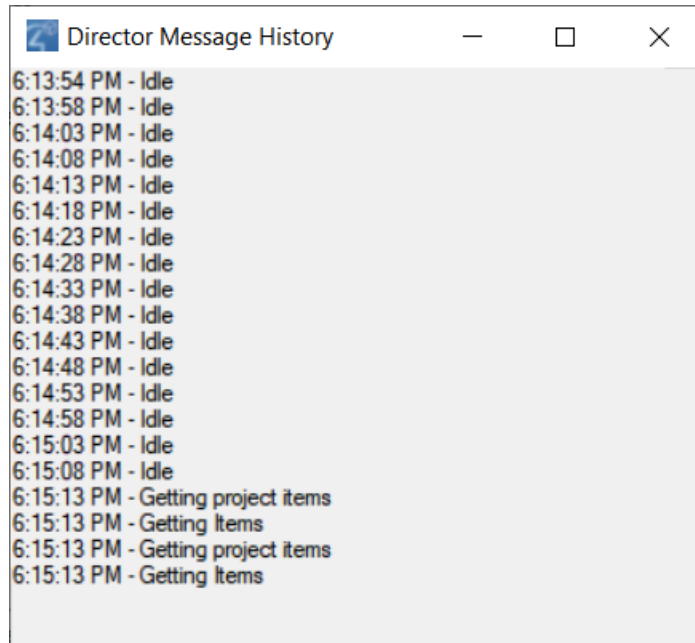 Director Message History
6:13:54 PM - Idle
6:13:58 PM - Idle
6:14:03 PM - Idle
6:14:08 PM - Idle
6:14:13 PM - Idle
6:14:18 PM - Idle
6:14:23 PM - Idle
6:14:28 PM - Idle
6:14:33 PM - Idle
6:14:38 PM - Idle
6:14:43 PM - Idle
6:14:48 PM - Idle
6:14:53 PM - Idle
6:14:58 PM - Idle
6:15:03 PM - Idle
6:15:08 PM - Idle
6:15:13 PM - Getting project items
6:15:13 PM - Getting Items
6:15:13 PM - Getting project items
6:15:13 PM - Getting Items